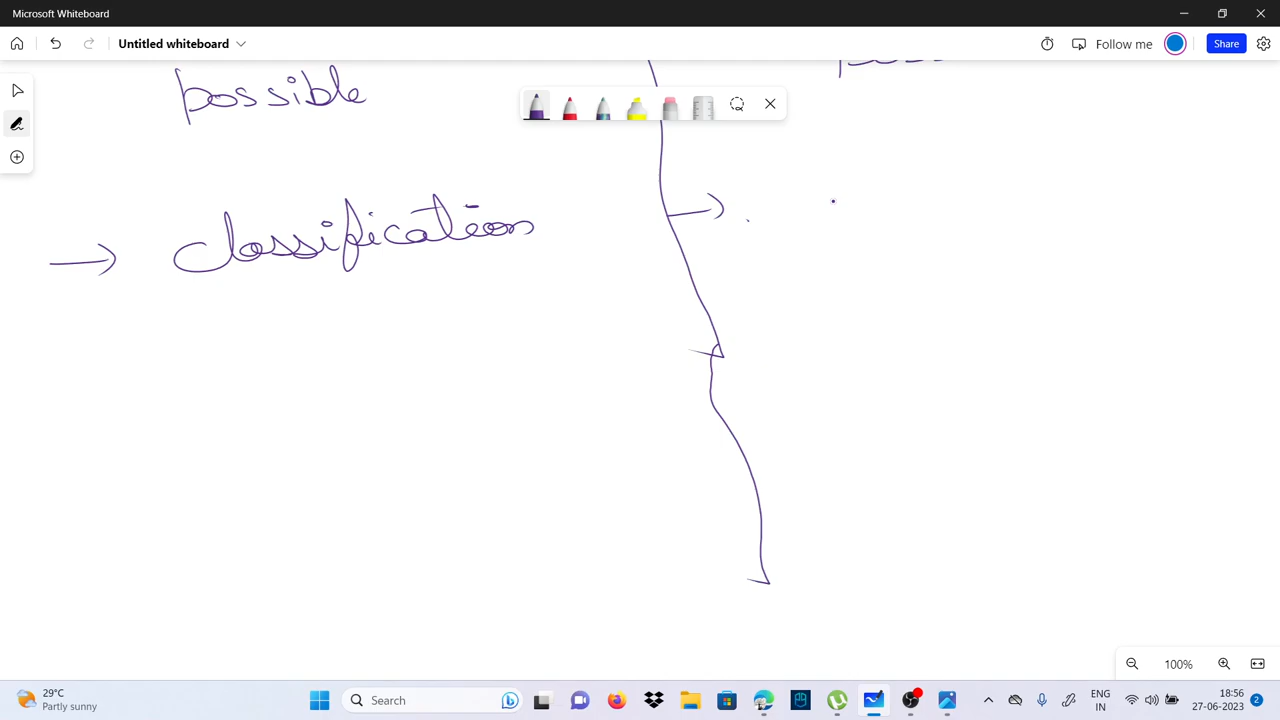 Microsoft Whiteboard
Untitled whiteboard
Follow me
Share
possible
→ classification
→
100%
29°C
Partly sunny
Search
ENG
IN
18:56
27-06-2023
2